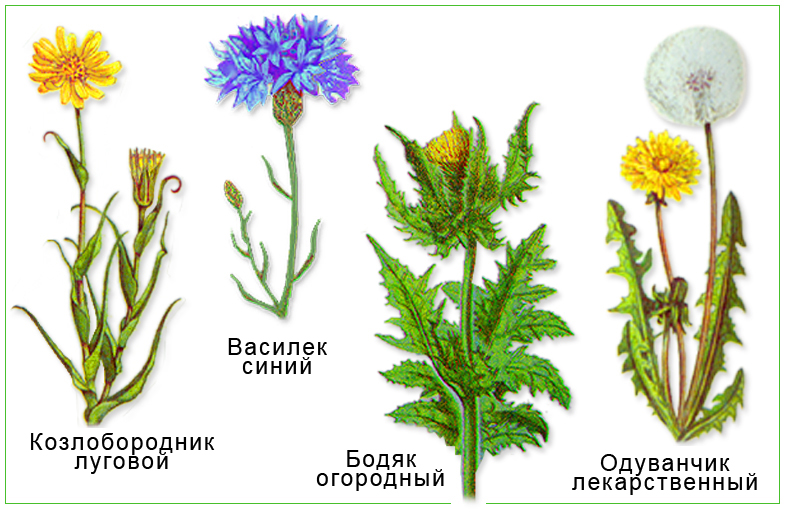 Козлобородник
луговой
Василек
синий
Бодяк
огородный
Одуванчик
лекарственный